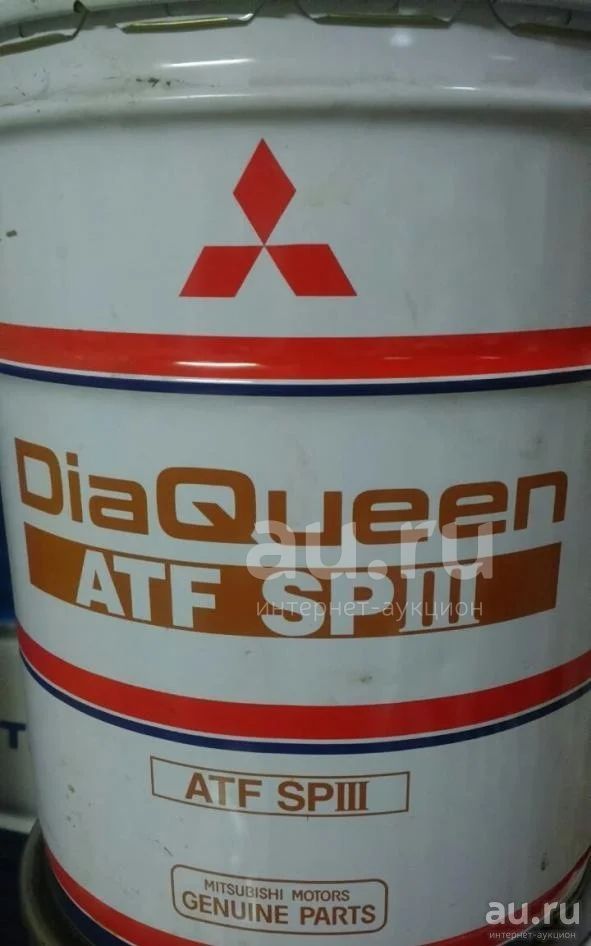 DiaQueen
au.ru
ATF SPIII
интернет-аукцион
T
ATF SPIII
MITSUBISHI MOTORS
GENUINE PARTS
au.ru
интернет-аукцион